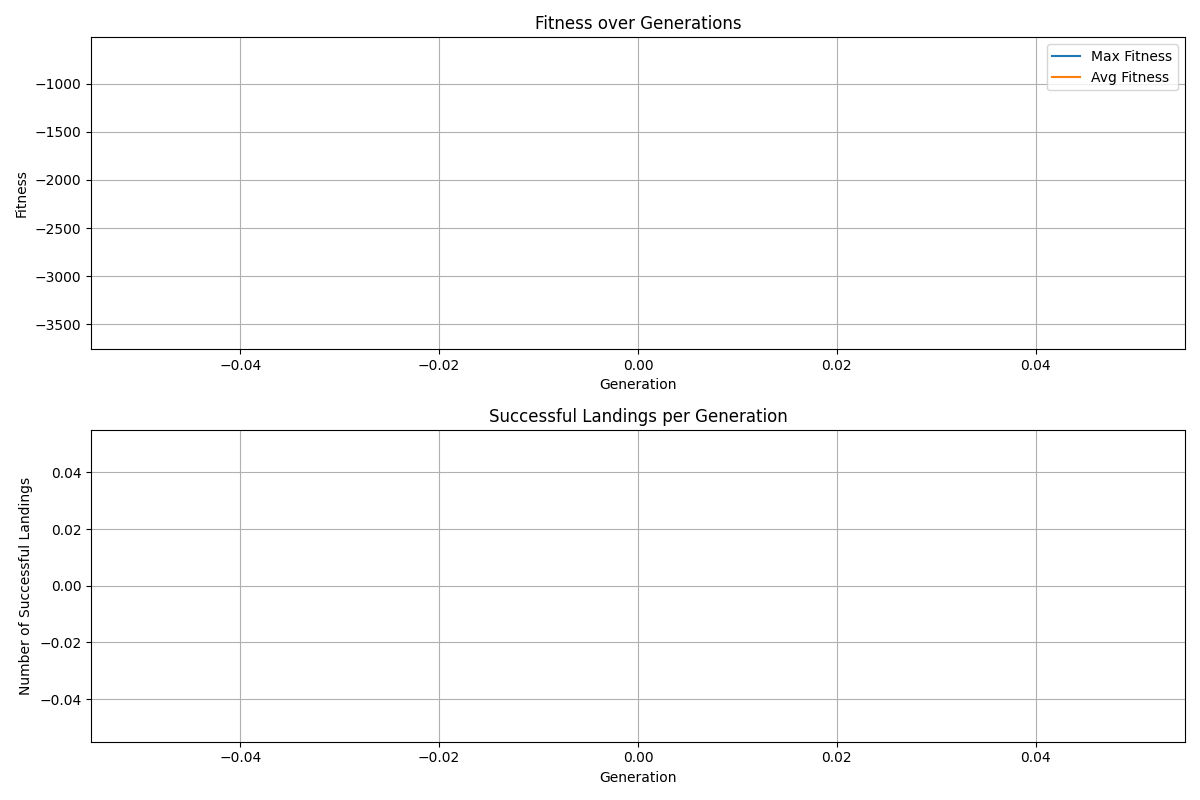 Fitness over Generations
Max Fitness
Avg Fitness
−1000
−1500
−2000
−2500
−3000
−3500
Fitness
−0.04 −0.02 0.00 0.02 0.04
Generation
Successful Landings per Generation
0.04
0.02
0.00
−0.02
−0.04
Number of Successful Landings
−0.04 −0.02 0.00 0.02 0.04
Generation